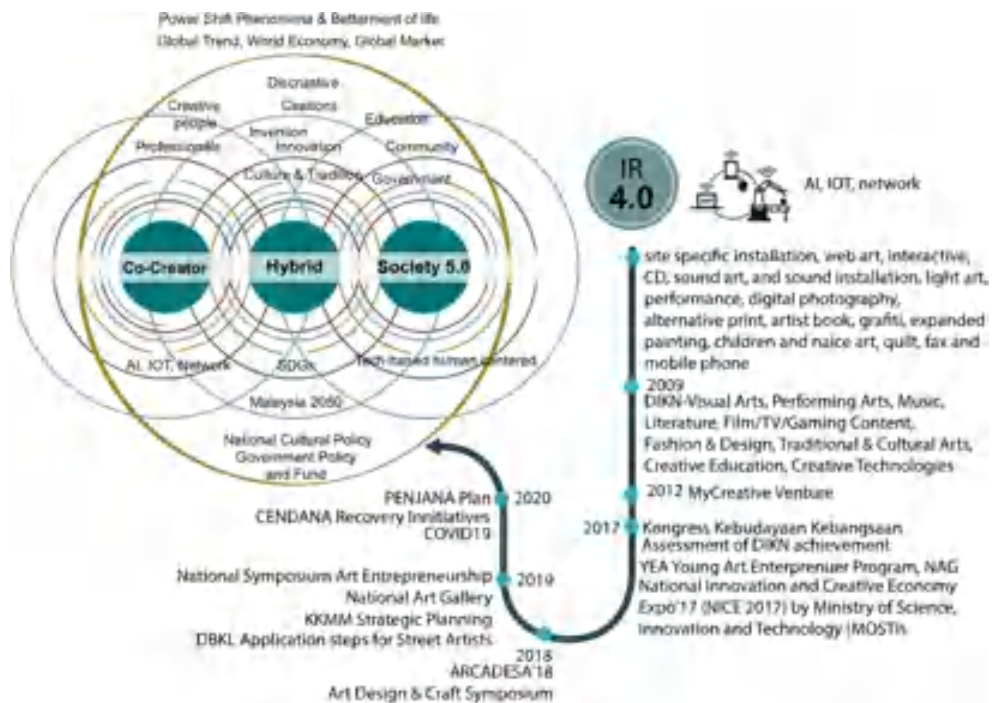 Power Shift Phenomena & Betterment of life
Global Trend, World Economy, Global Market
Discruptive
Creations
Creative
people
Education
Invention
Innovation
Professionals
Community
Culture & Tradition
Government
Co-Creator
Hybrid
Society 5.0
AI, IOT, Network
SDGs
Tech-based human centered
Malaysia 2050
National Cultural Policy
Government Policy
and Fund
IR
4.0
AI, IOT, network
site specific installation, web art, interactive,
CD, sound art, and sound installation, light art,
performance, digital photography,
alternative print, artist book, grafiti, expanded
painting, children and naice art, quilt, fax and
mobile phone
2009
DIKN-Visual Arts, Performing Arts, Music,
Literature, Film/TV/Gaming Content,
Fashion & Design, Traditional & Cultural Arts,
Creative Education, Creative Technologies
2012 MyCreative Venture
2017 Kongress Kebudayaan Kebangsaan
Assessment of DIKN achievement
YEA Young Art Enterprenuer Program, NAG
National Innovation and Creative Economy
Expo'17 (NICE 2017) by Ministry of Science,
Innovation and Technology (MOSTI)
2018
ARCADESA'18
Art Design & Craft Symposium
2019
National Symposium Art Entrepreneurship
National Art Gallery
KKMM Strategic Planning
DBKL Application steps for Street Artists
2020
PENJANA Plan
CENDANA Recovery Innitiatives
COVID19